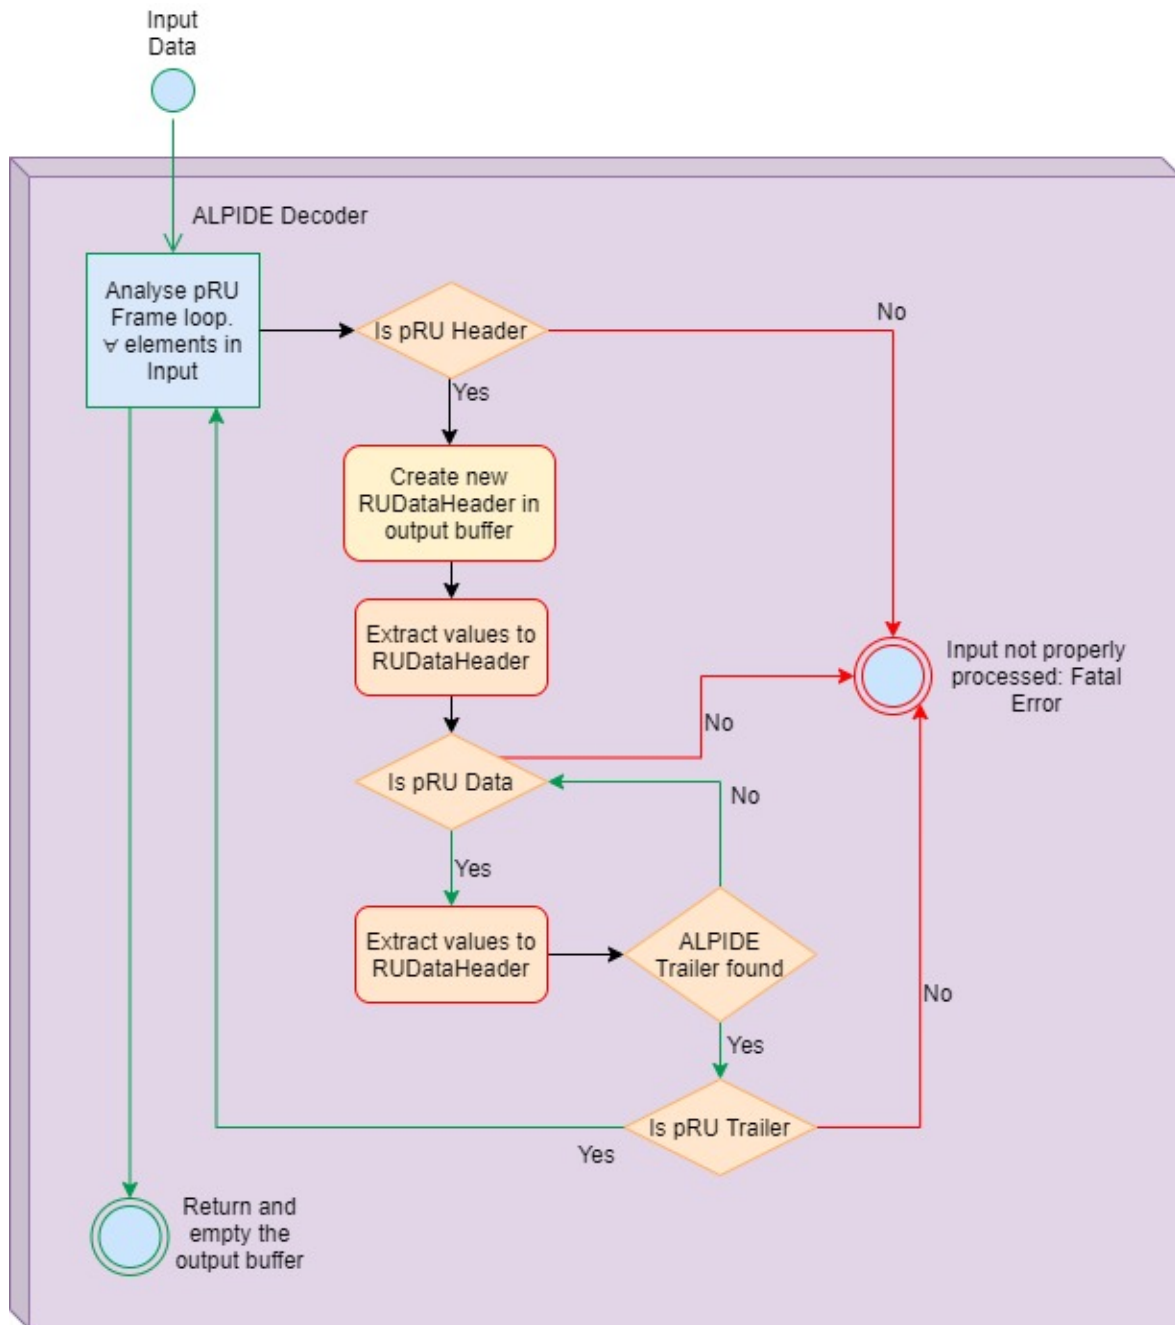 Input
Data
ALPIDE Decoder
Analyse pRU
Frame loop.
∀ elements in
Input
Is pRU Header
No
Yes
Create new
RUDataHeader in
output buffer
Extract values to
RUDataHeader
Input not properly
processed: Fatal
Error
No
Is pRU Data
No
Yes
Extract values to
RUDataHeader
ALPIDE
Trailer found
No
Yes
Is pRU Trailer
Yes
Return and
empty the
output buffer